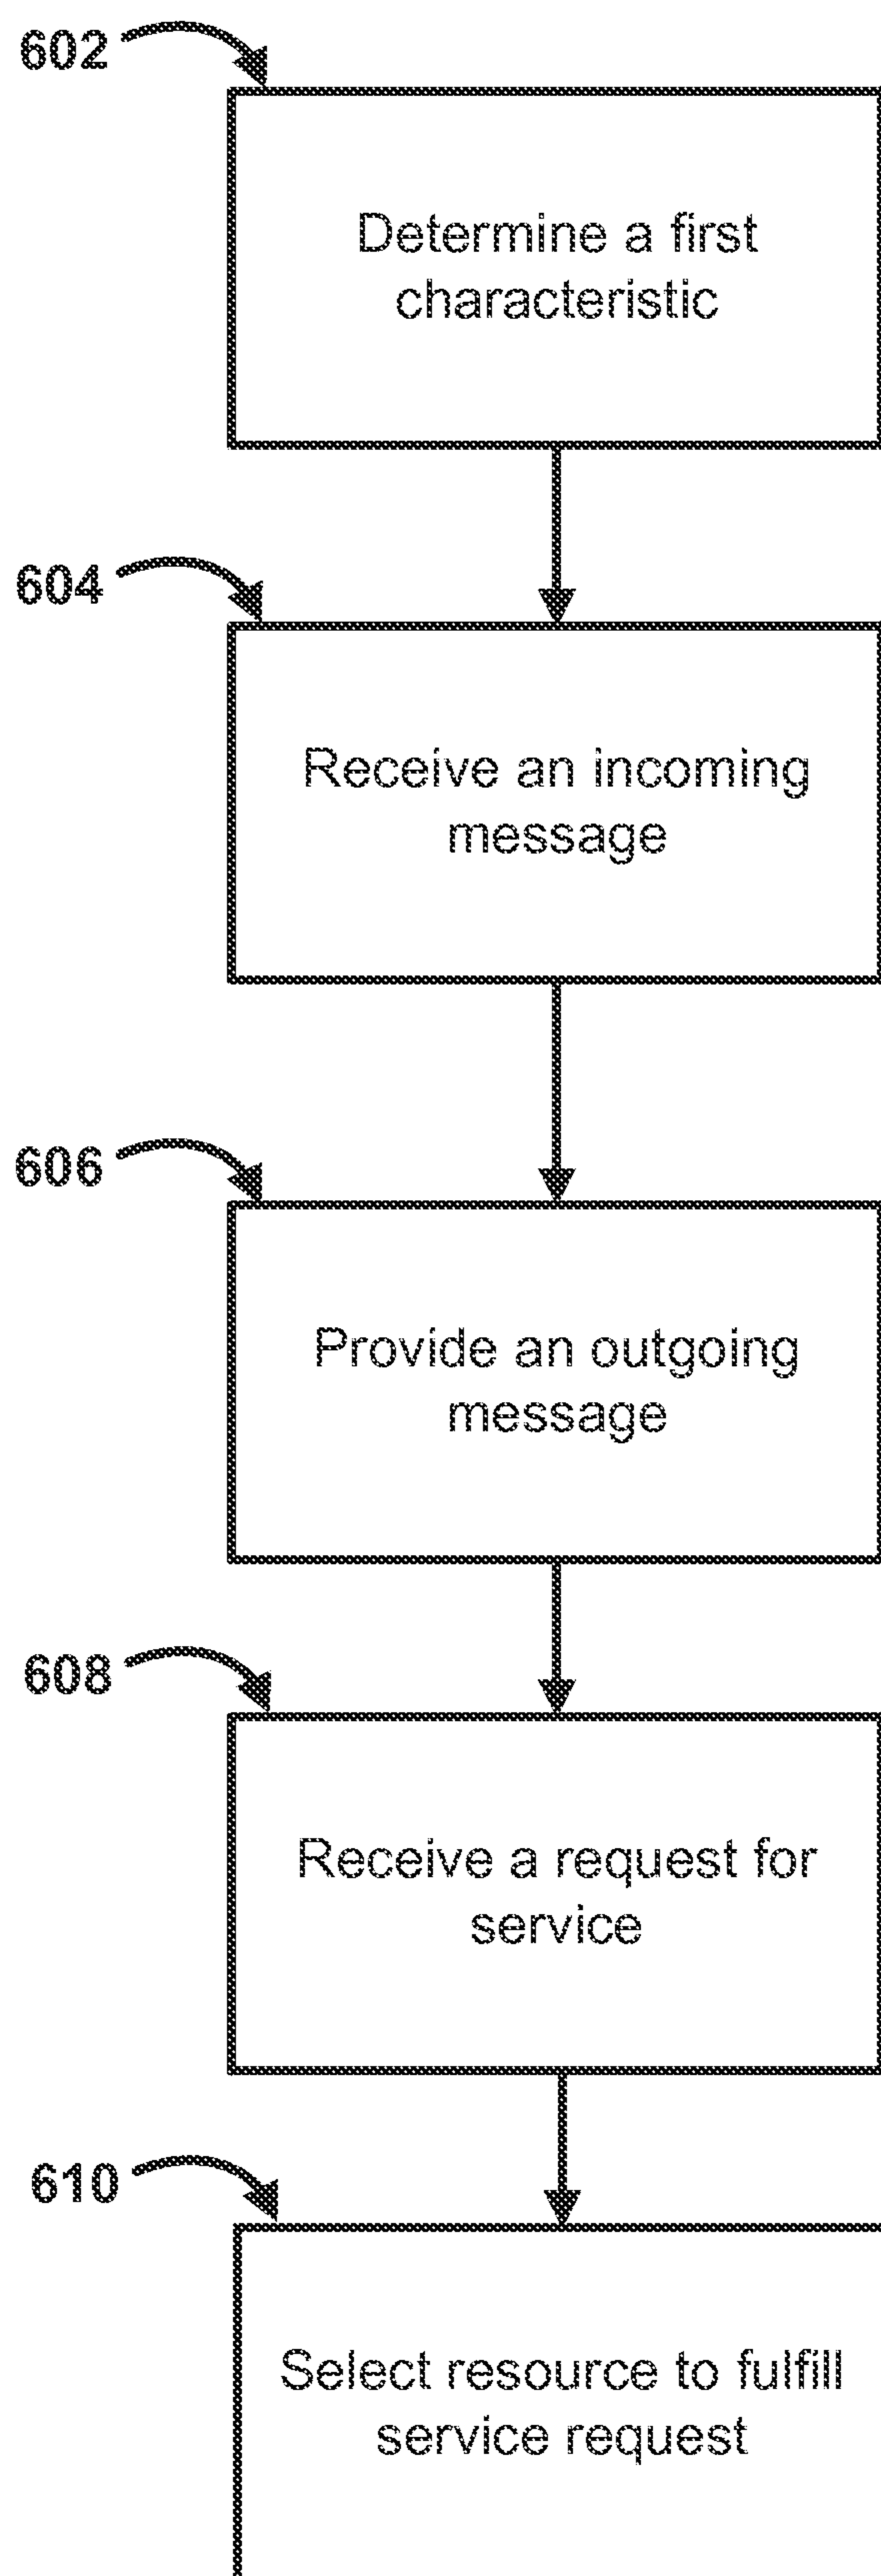 602
Determine a first
characteristic
604
Receive an incoming
message
606
Provide an outgoing
message
608
Receive a request for
service
610
Select resource to fulfill
service request